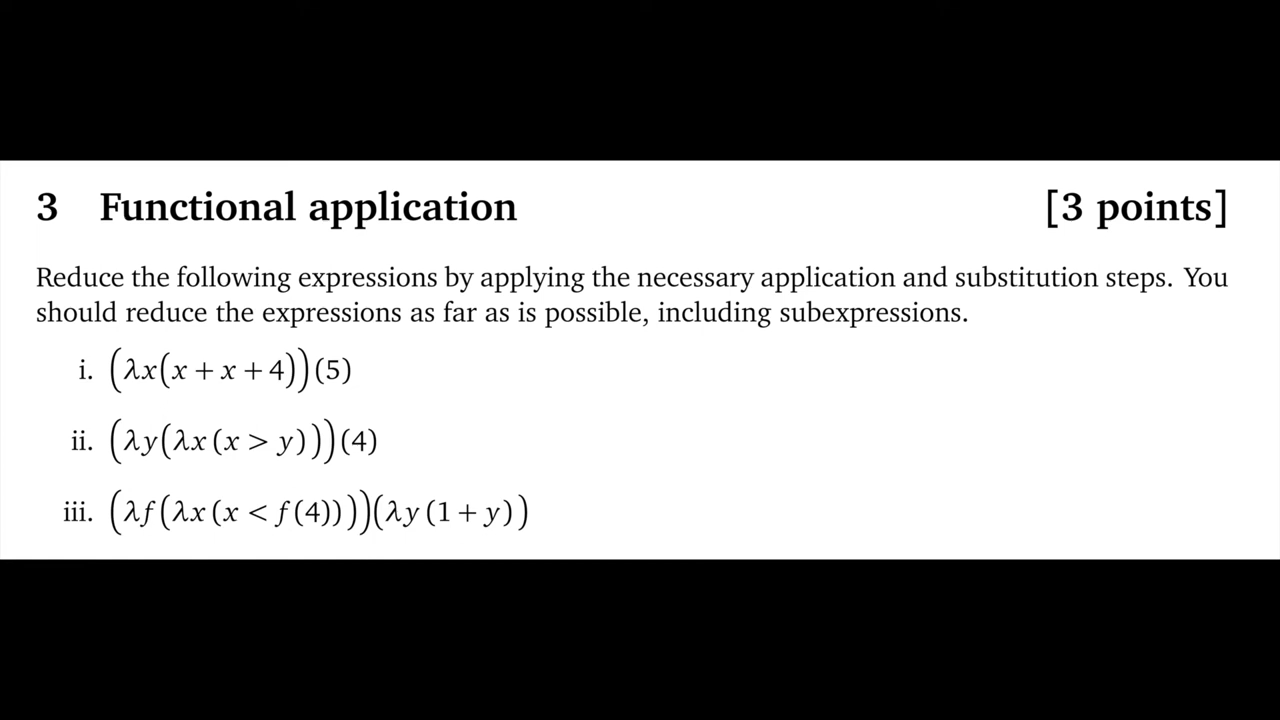 3 Functional application [3 points]
Reduce the following expressions by applying the necessary application and substitution steps. You
should reduce the expressions as far as is possible, including subexpressions.
i. (λx(x + x + 4))(5)
ii. (λy(λx(x > y)))(4)
iii. (λf(λx(x < f(4))))(λy(1 + y))